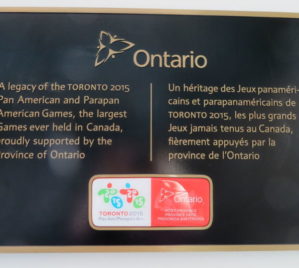 Ontario
A legacy of the TORONTO 2015
Pan American and Parapan
American Games, the largest
Games ever held in Canada,
proudly supported by the
Province of Ontario
Un héritage des Jeux panaméri-
cains et parapanaméricains de
TORONTO 2015, les plus grands
Jeux jamais tenus au Canada,
fièrement appuyés par la
province de l'Ontario
TORONTO 2015
Ontario